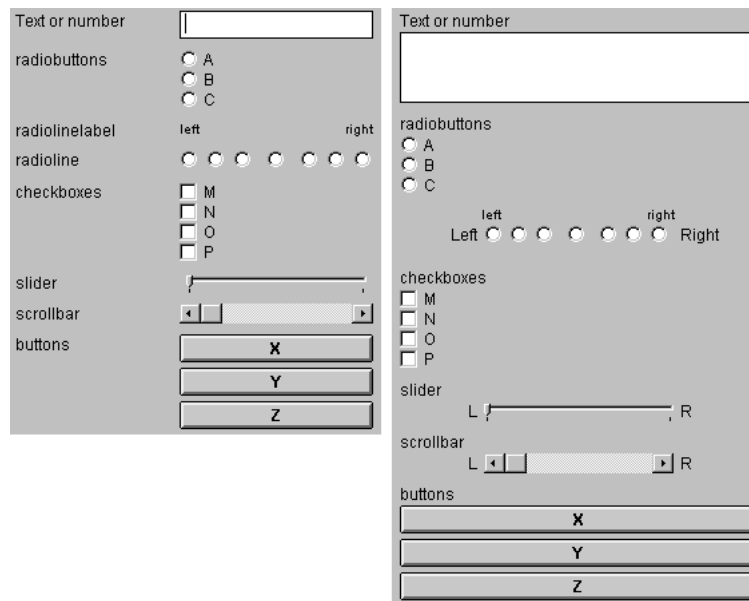 Text or number
radiobuttons
A
B
C
radiolinelabel left right
radioline
checkboxes
M
N
O
P
slider
scrollbar
buttons
X
Y
Z
Text or number
radiobuttons
A
B
C
left right
Left Right
checkboxes
M
N
O
P
slider
L R
scrollbar
L R
buttons
X
Y
Z